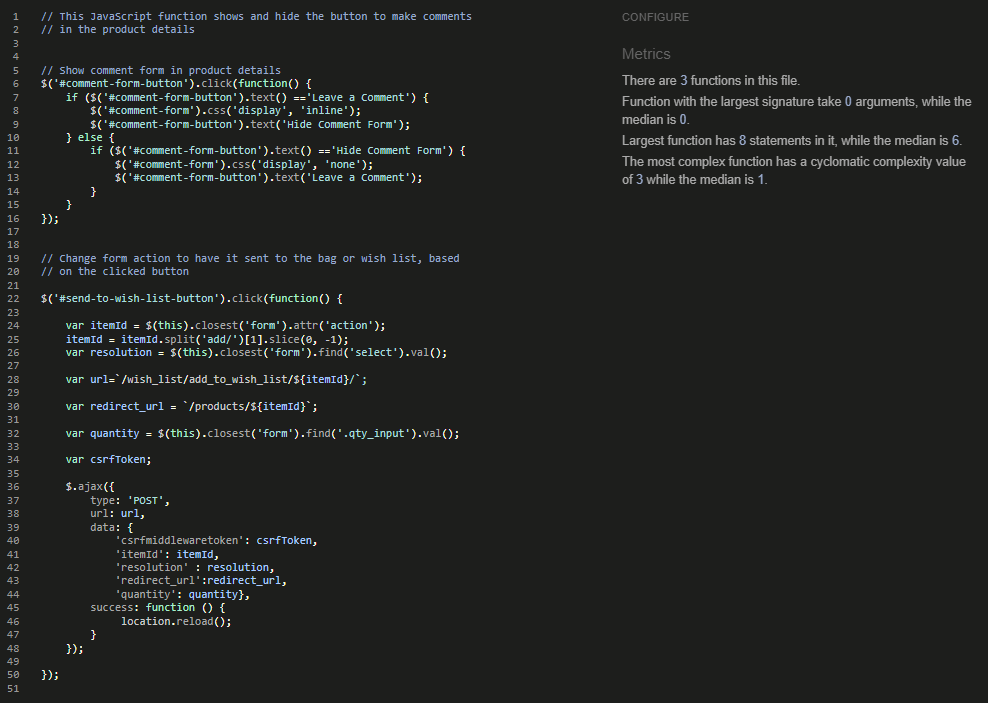 1 // This JavaScript function shows and hide the button to make comments
2 // in the product details
3
4
5 // Show comment form in product details
6 $('#comment-form-button').click(function() {
7     if ($('#comment-form-button').text() =='Leave a Comment') {
8         $('#comment-form').css('display', 'inline');
9         $('#comment-form-button').text('Hide Comment Form');
10     } else {
11         if ($('#comment-form-button').text() =='Hide Comment Form') {
12             $('#comment-form').css('display', 'none');
13             $('#comment-form-button').text('Leave a Comment');
14         }
15     }
16 });
17
18
19 // Change form action to have it sent to the bag or wish list, based
20 // on the clicked button
21
22 $('#send-to-wish-list-button').click(function() {
23
24     var itemId = $(this).closest('form').attr('action');
25     itemId = itemId.split('add/')[1].slice(0, -1);
26     var resolution = $(this).closest('form').find('select').val();
27
28     var url=`/wish_list/add_to_wish_list/${itemId}/`;
29
30     var redirect_url = `/products/${itemId}`;
31
32     var quantity = $(this).closest('form').find('.qty_input').val();
33
34     var csrfToken;
35
36     $.ajax({
37         type: 'POST',
38         url: url,
39         data: {
40             'csrfmiddlewaretoken': csrfToken,
41             'itemId': itemId,
42             'resolution' : resolution,
43             'redirect_url':redirect_url,
44             'quantity': quantity},
45         success: function () {
46              location.reload();
47         }
48     });
49
50 });
51
CONFIGURE
Metrics
There are 3 functions in this file.
Function with the largest signature take 0 arguments, while the
median is 0.
Largest function has 8 statements in it, while the median is 6.
The most complex function has a cyclomatic complexity value
of 3 while the median is 1.